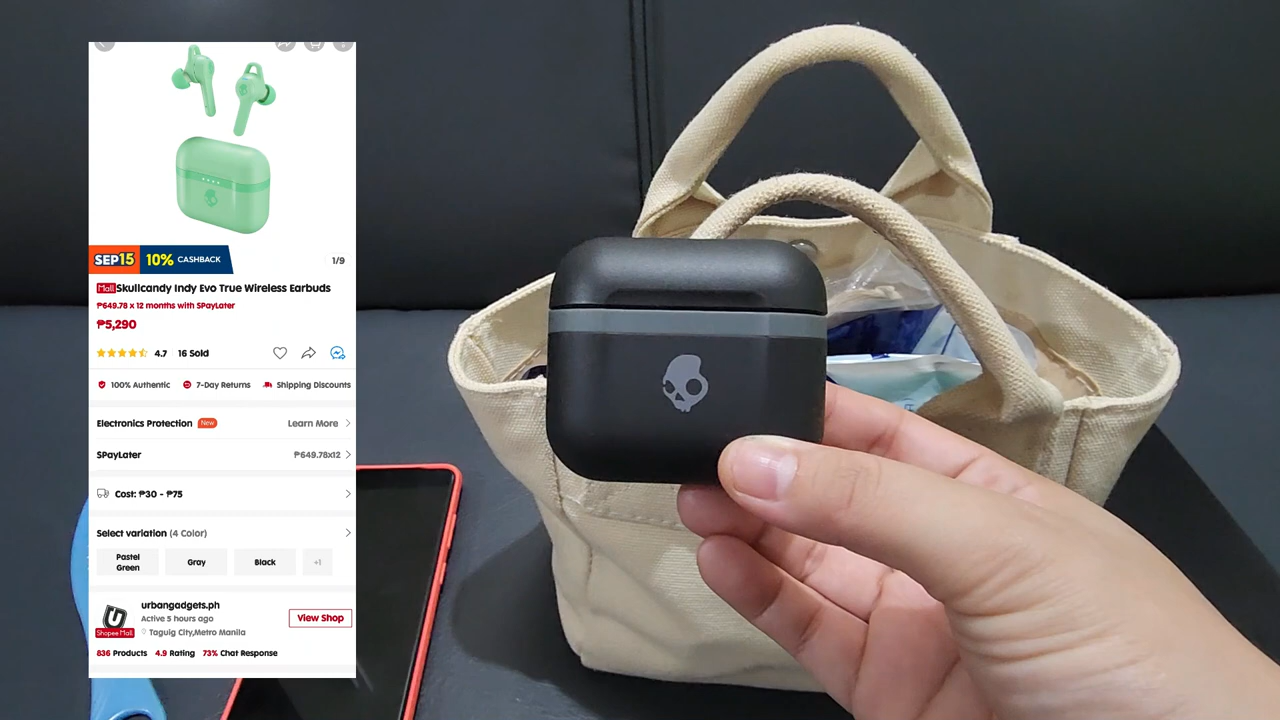 SEP15 10% CASHBACK
1/9
Mall Skullcandy Indy Evo True Wireless Earbuds
₱649.78 x 12 months with SPayLater
₱5,290
4.7 16 Sold
100% Authentic 7-Day Returns Shipping Discounts
Electronics Protection New Learn More
SPayLater ₱649.78x12
Cost: ₱30 - ₱75
Select variation (4 Color)
Pastel
Green
Gray
Black
+1
urbangadgets.ph
Active 5 hours ago
View Shop
Shopee Mall
Taguig City,Metro Manila
836 Products 4.9 Rating 73% Chat Response